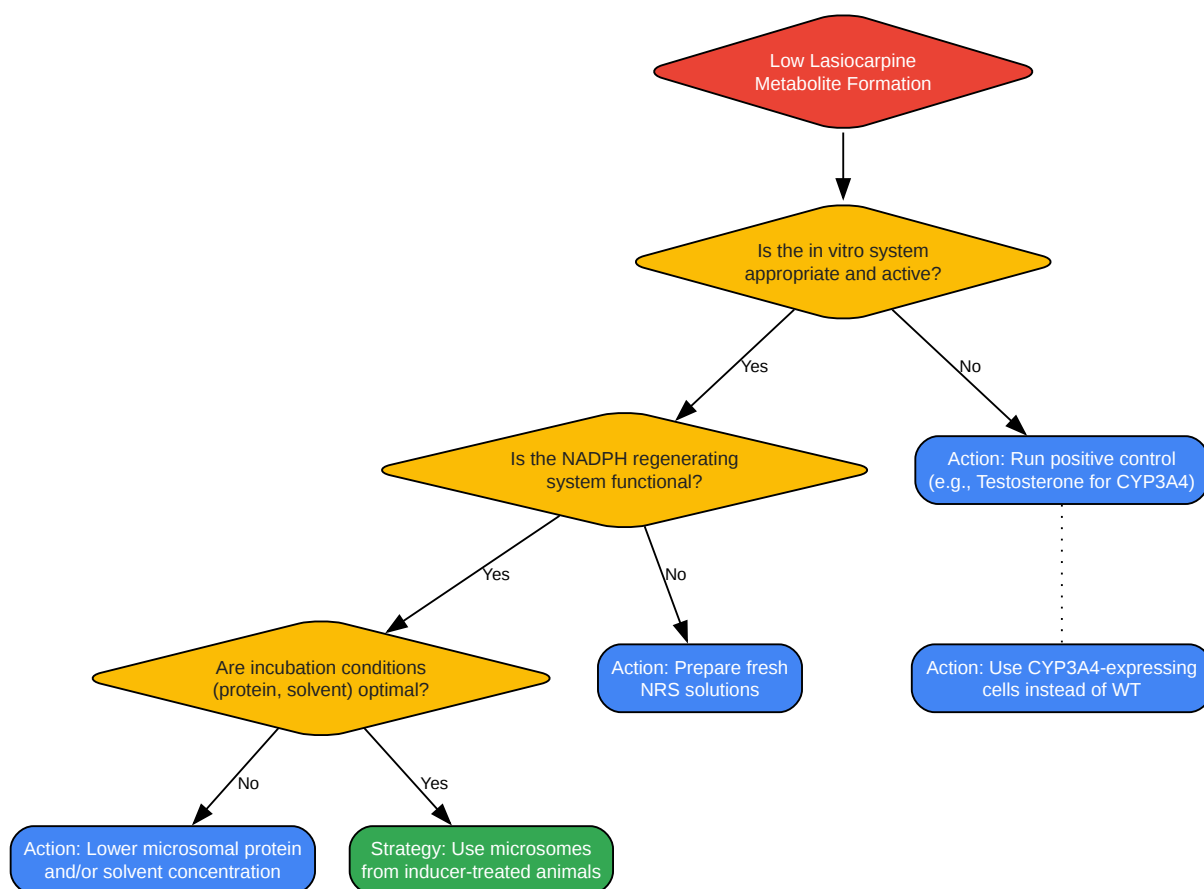 Low Lasiocarpine
Metabolite Formation
Is the in vitro system
appropriate and active?
Yes
No
Is the NADPH regenerating
system functional?
Action: Run positive control
(e.g., Testosterone for CYP3A4)
Yes
No
Are incubation conditions
(protein, solvent) optimal?
Action: Prepare fresh
NRS solutions
Action: Use CYP3A4-expressing
cells instead of WT
No
Yes
Action: Lower microsomal protein
and/or solvent concentration
Strategy: Use microsomes
from inducer-treated animals